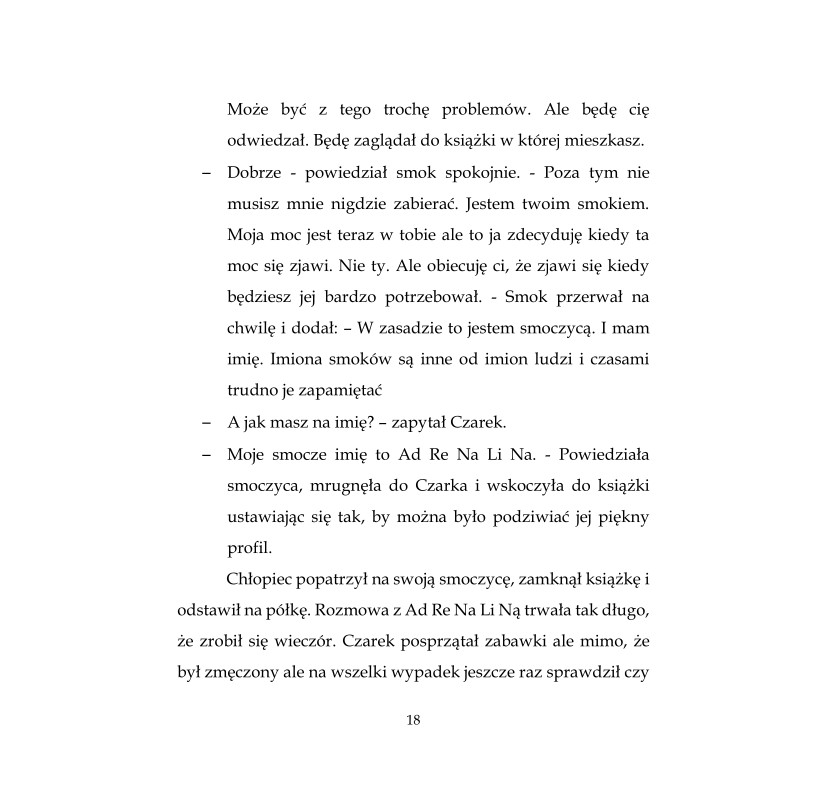 Może być z tego trochę problemów. Ale będę cię
odwiedzał. Będę zaglądał do książki w której mieszkasz.
– Dobrze - powiedział smok spokojnie. - Poza tym nie
musisz mnie nigdzie zabierać. Jestem twoim smokiem.
Moja moc jest teraz w tobie ale to ja zdecyduję kiedy ta
moc się zjawi. Nie ty. Ale obiecuję ci, że zjawi się kiedy
będziesz jej bardzo potrzebował. - Smok przerwał na
chwilę i dodał: – W zasadzie to jestem smoczycą. I mam
imię. Imiona smoków są inne od imion ludzi i czasami
trudno je zapamiętać
– A jak masz na imię? – zapytał Czarek.
– Moje smocze imię to Ad Re Na Li Na. - Powiedziała
smoczyca, mrugnęła do Czarka i wskoczyła do książki
ustawiając się tak, by można było podziwiać jej piękny
profil.
Chłopiec popatrzył na swoją smoczycę, zamknął książkę i
odstawił na półkę. Rozmowa z Ad Re Na Li Ną trwała tak długo,
że zrobił się wieczór. Czarek posprzątał zabawki ale mimo, że
był zmęczony ale na wszelki wypadek jeszcze raz sprawdził czy
18